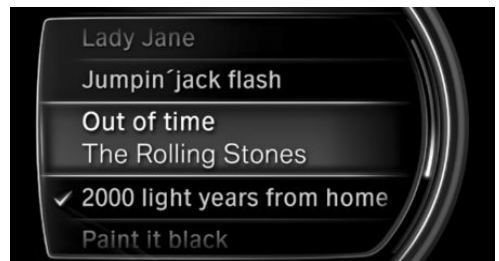 Lady Jane
Jumpin´jack flash
Out of time
The Rolling Stones
2000 light years from home
Paint it black